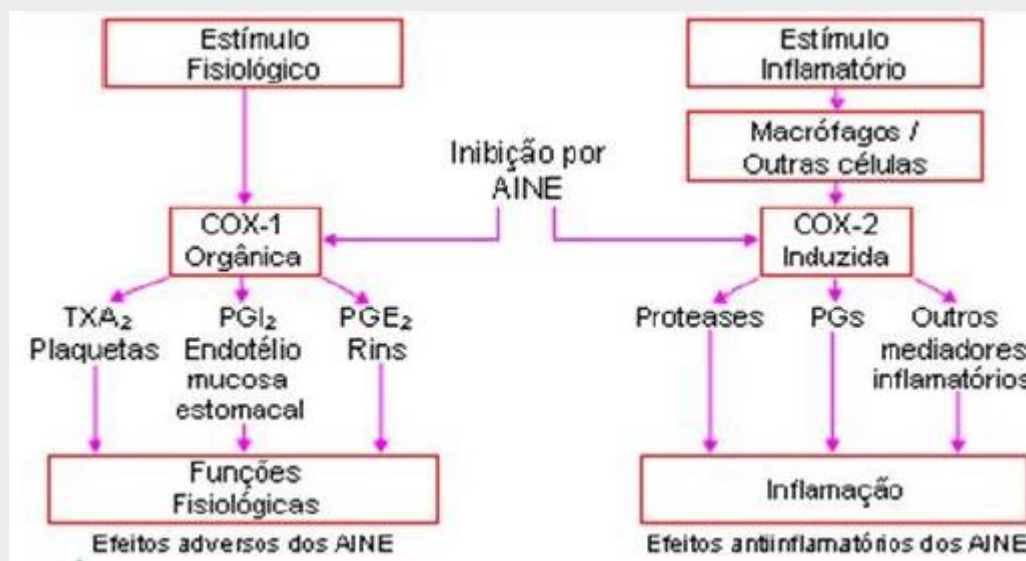 Estímulo
Fisiológico
Estímulo
Inflamatório
Macrófagos /
Outras células
Inibição por
AINE
COX-1
Orgânica
COX-2
Induzida
TXA₂
Plaquetas
PGI₂
Endotélio
mucosa
estomacal
PGE₂
Rins
Proteases
PGs
Outros
mediadores
inflamatórios
Funções
Fisiológicas
Inflamação
Efeitos adversos dos AINE
Efeitos antiinflamatórios dos AINE